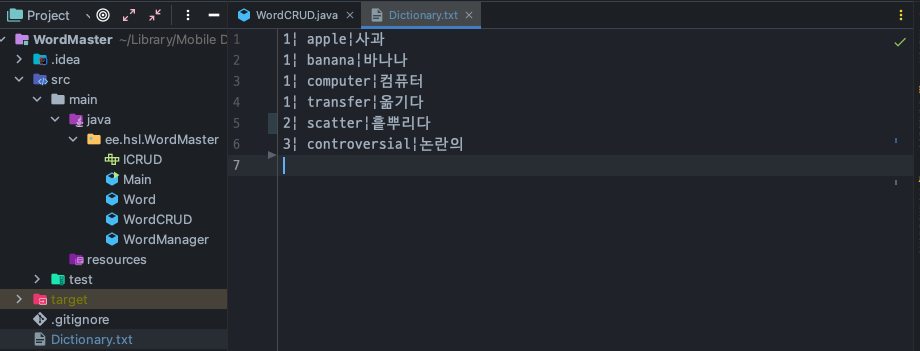 Project
WordCRUD.java
Dictionary.txt
WordMaster ~/Library/Mobile D
.idea
src
main
java
ee.hsl.WordMaster
ICRUD
Main
Word
WordCRUD
WordManager
resources
test
target
.gitignore
Dictionary.txt
1 1¦ apple¦사과
2 1¦ banana¦바나나
3 1¦ computer¦컴퓨터
4 1¦ transfer¦옮기다
5 2¦ scatter¦흩뿌리다
6 3¦ controversial¦논란의
7